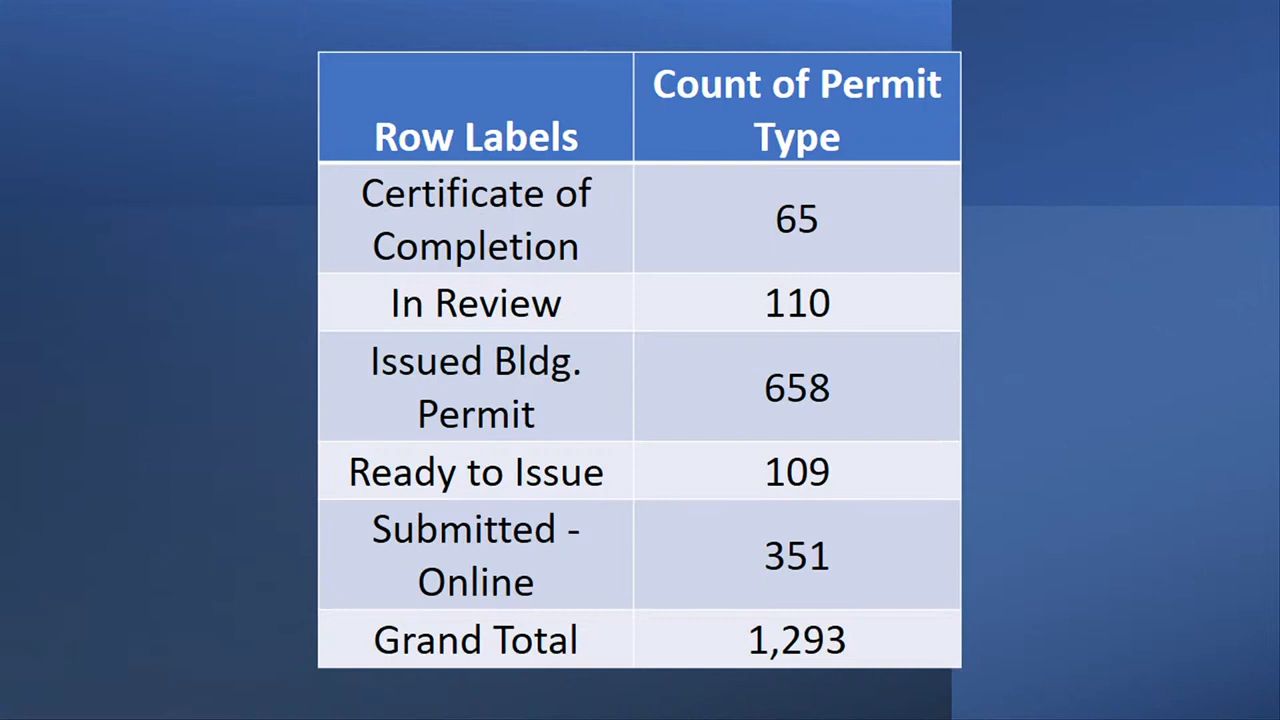 Row Labels
Count of Permit
Type
Certificate of
Completion
65
In Review
110
Issued Bldg.
Permit
658
Ready to Issue
109
Submitted -
Online
351
Grand Total
1,293